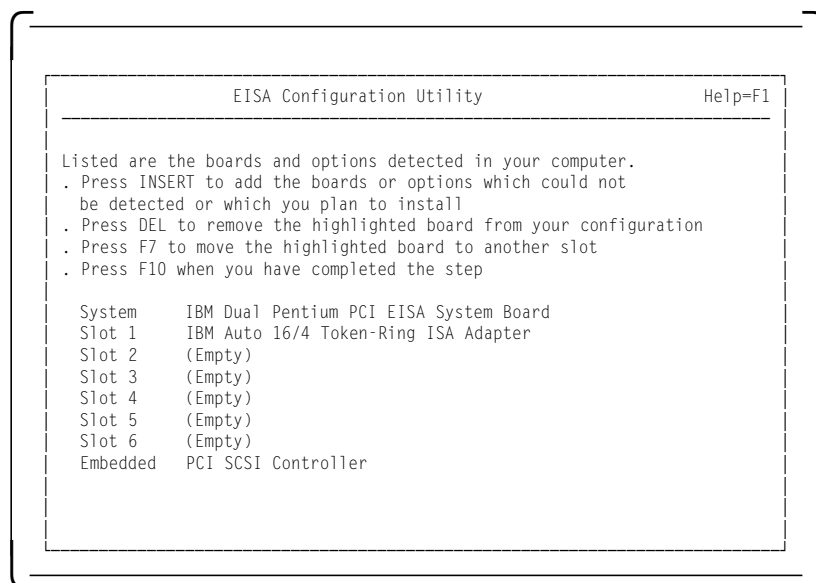 EISA Configuration Utility Help=F1
Listed are the boards and options detected in your computer.
. Press INSERT to add the boards or options which could not
be detected or which you plan to install
. Press DEL to remove the highlighted board from your configuration
. Press F7 to move the highlighted board to another slot
. Press F10 when you have completed the step
System IBM Dual Pentium PCI EISA System Board
Slot 1 IBM Auto 16/4 Token-Ring ISA Adapter
Slot 2 (Empty)
Slot 3 (Empty)
Slot 4 (Empty)
Slot 5 (Empty)
Slot 6 (Empty)
Embedded PCI SCSI Controller